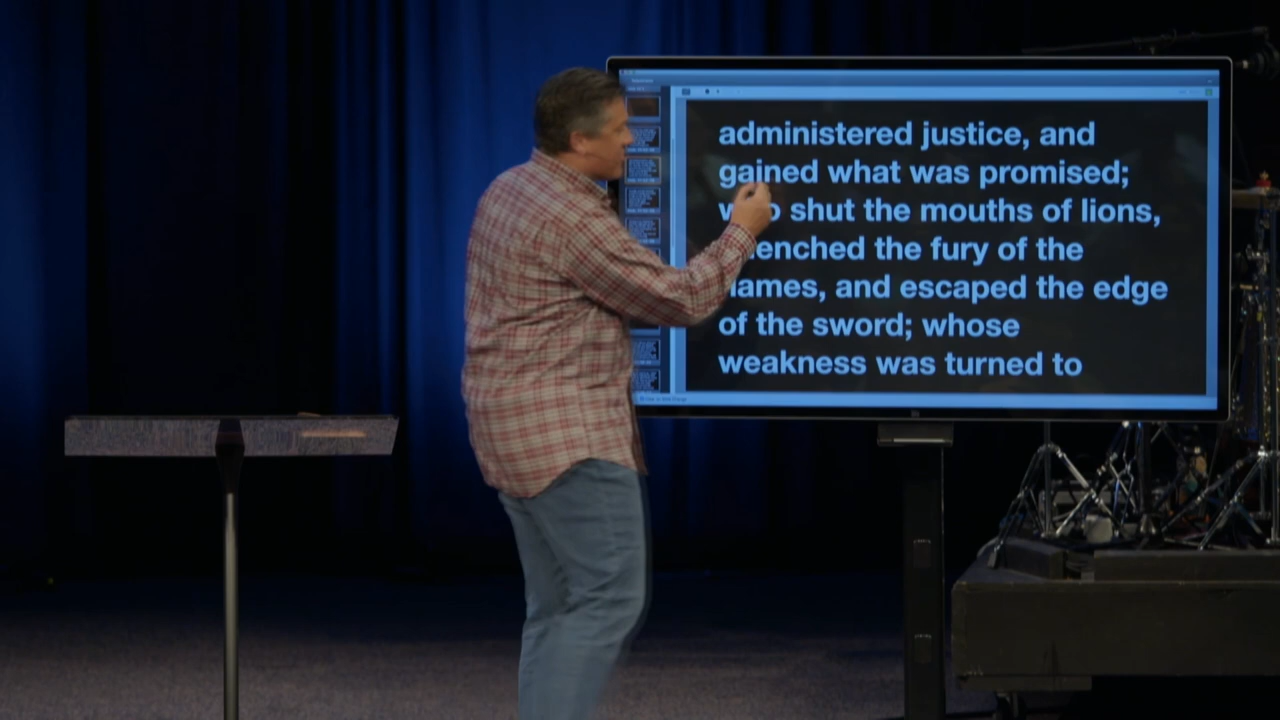 administered justice, and
gained what was promised;
shut the mouths of lions,
the fury of the
and escaped the edge
of the sword; whose
weakness was turned to